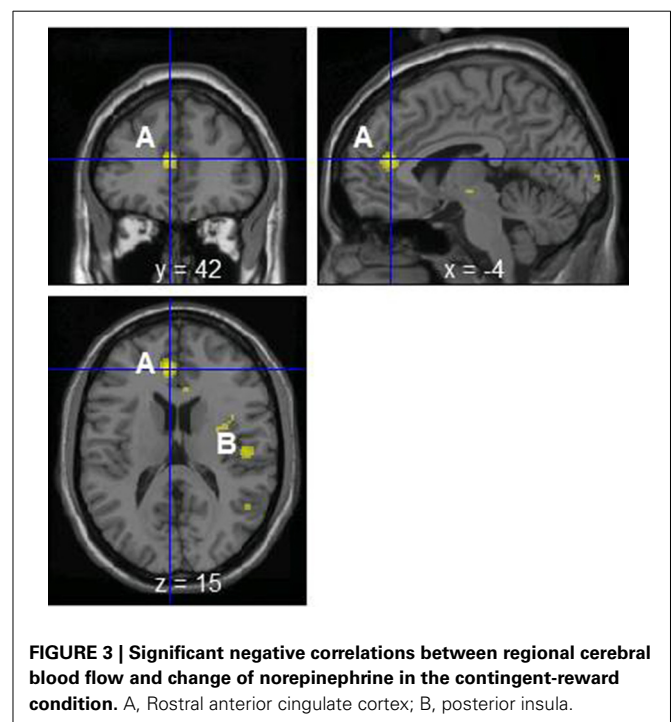 A
y = 42
A
x = -4
A
B
z = 15
FIGURE 3 | Significant negative correlations between regional cerebral
blood flow and change of norepinephrine in the contingent-reward
condition. A, Rostral anterior cingulate cortex; B, posterior insula.